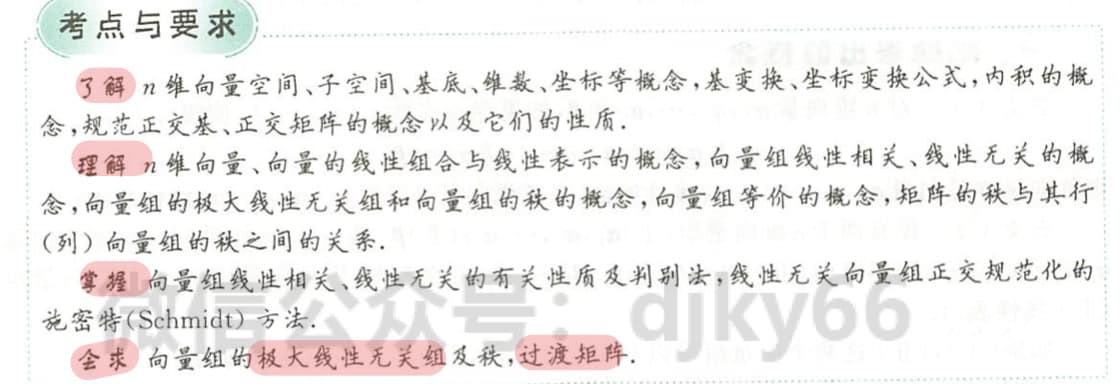 考点与要求
了解 n 维向量空间、子空间、基底、维数、坐标等概念,基变换、坐标变换公式,内积的概
念,规范正交基、正交矩阵的概念以及它们的性质.
理解 n 维向量、向量的线性组合与线性表示的概念,向量组线性相关、线性无关的概
念,向量组的极大线性无关组和向量组的秩的概念,向量组等价的概念,矩阵的秩与其行
(列)向量组的秩之间的关系.
掌握 向量组线性相关、线性无关的有关性质及判别法,线性无关向量组正交规范化的
施密特(Schmidt)方法.
微信公众号：djky66
会求 向量组的极大线性无关组及秩,过渡矩阵.